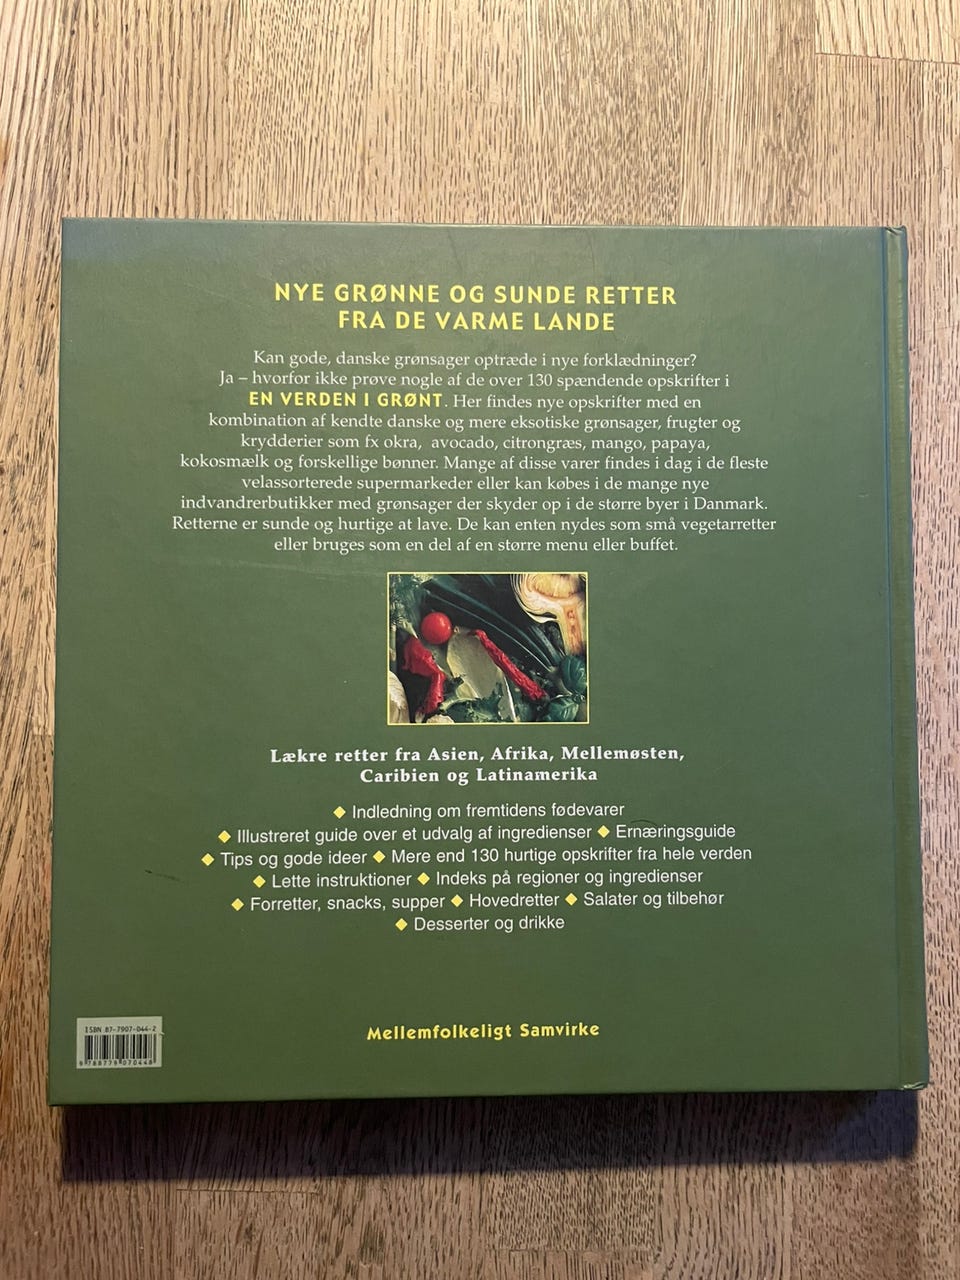 NYE GRØNNE OG SUNDE RETTER
FRA DE VARME LANDE
Kan gode, danske grønsager optræde i nye forklædninger?
Ja – hvorfor ikke prøve nogle af de over 130 spændende opskrifter i
EN VERDEN I GRØNT. Her findes nye opskrifter med en
kombination af kendte danske og mere eksotiske grønsager, frugter og
krydderier som fx okra, avocado, citrongræs, mango, papaya,
kokosmælk og forskellige bønner. Mange af disse varer findes i dag i de fleste
velassorterede supermarkeder eller kan købes i de mange nye
indvandrerbutikker med grønsager der skyder op i de større byer i Danmark.
Retterne er sunde og hurtige at lave. De kan enten nydes som små vegetarretter
eller bruges som en del af en større menu eller buffet.
Lækre retter fra Asien, Afrika, Mellemøsten,
Caribien og Latinamerika
◆ Indledning om fremtidens fødevarer
◆ Illustreret guide over et udvalg af ingredienser ◆ Ernæringsguide
◆ Tips og gode ideer ◆ Mere end 130 hurtige opskrifter fra hele verden
◆ Lette instruktioner ◆ Indeks på regioner og ingredienser
◆ Forretter, snacks, supper ◆ Hovedretter ◆ Salater og tilbehør
◆ Desserter og drikke
Mellemfolkeligt Samvirke
ISBN 87-7907-044-2
9 788779 070448